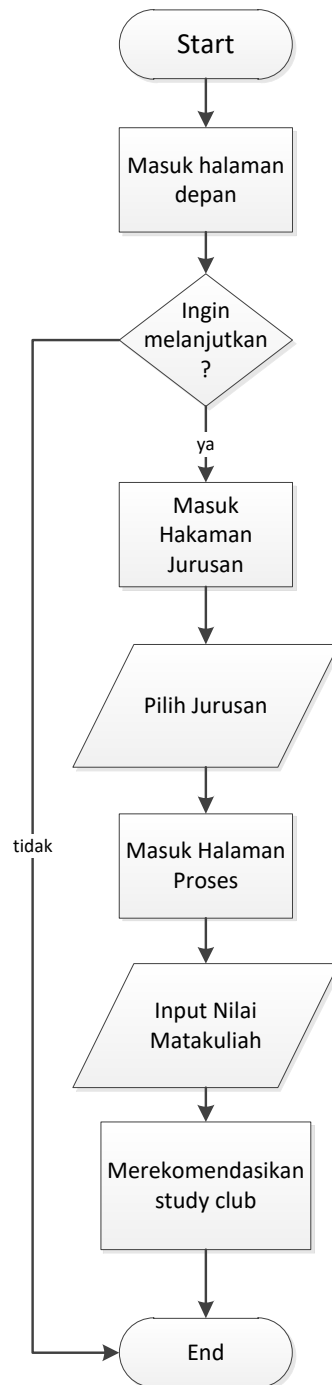 Start
Masuk halaman
depan
Ingin
melanjutkan
?
ya
Masuk
Hakaman
Jurusan
Pilih Jurusan
tidak
Masuk Halaman
Proses
Input Nilai
Matakuliah
Merekomendasikan
study club
End